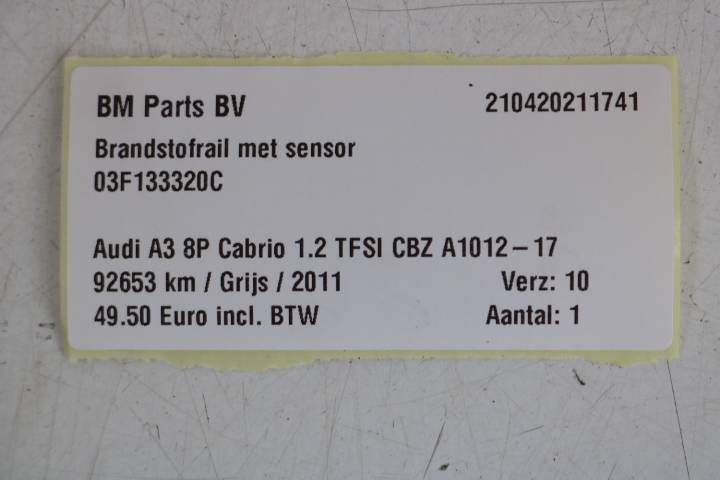 BM Parts BV 210420211741
Brandstofrail met sensor
03F133320C
Audi A3 8P Cabrio 1.2 TFSI CBZ A1012 – 17
92653 km / Grijs / 2011 Verz: 10
49.50 Euro incl. BTW Aantal: 1